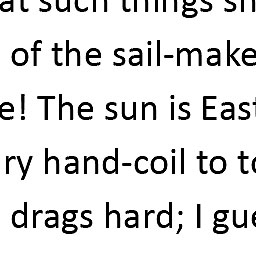 at such things sh
of the sail-make
e! The sun is East
ry hand-coil to to
drags hard; I gue